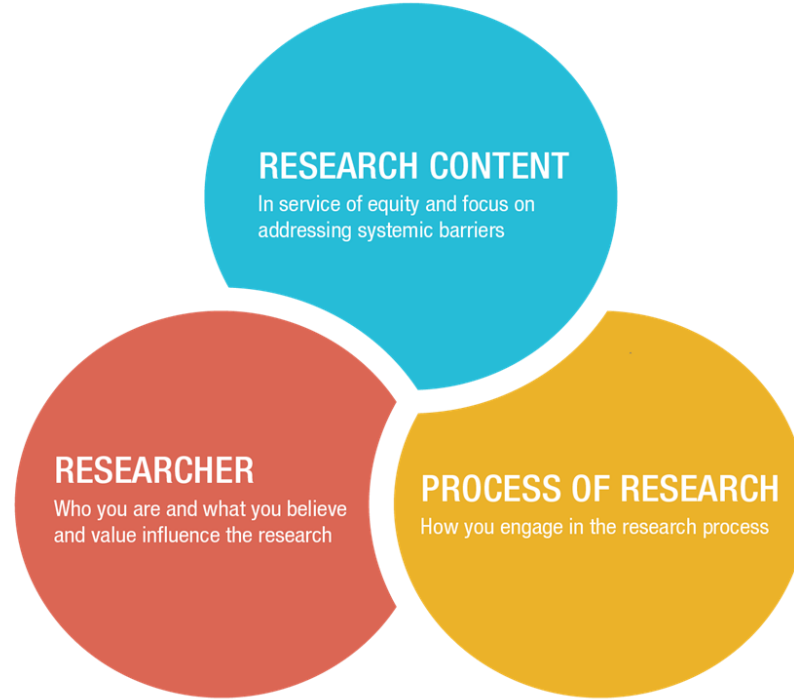 RESEARCH CONTENT
In service of equity and focus on
addressing systemic barriers
RESEARCHER
Who you are and what you believe
and value influence the research
PROCESS OF RESEARCH
How you engage in the research process